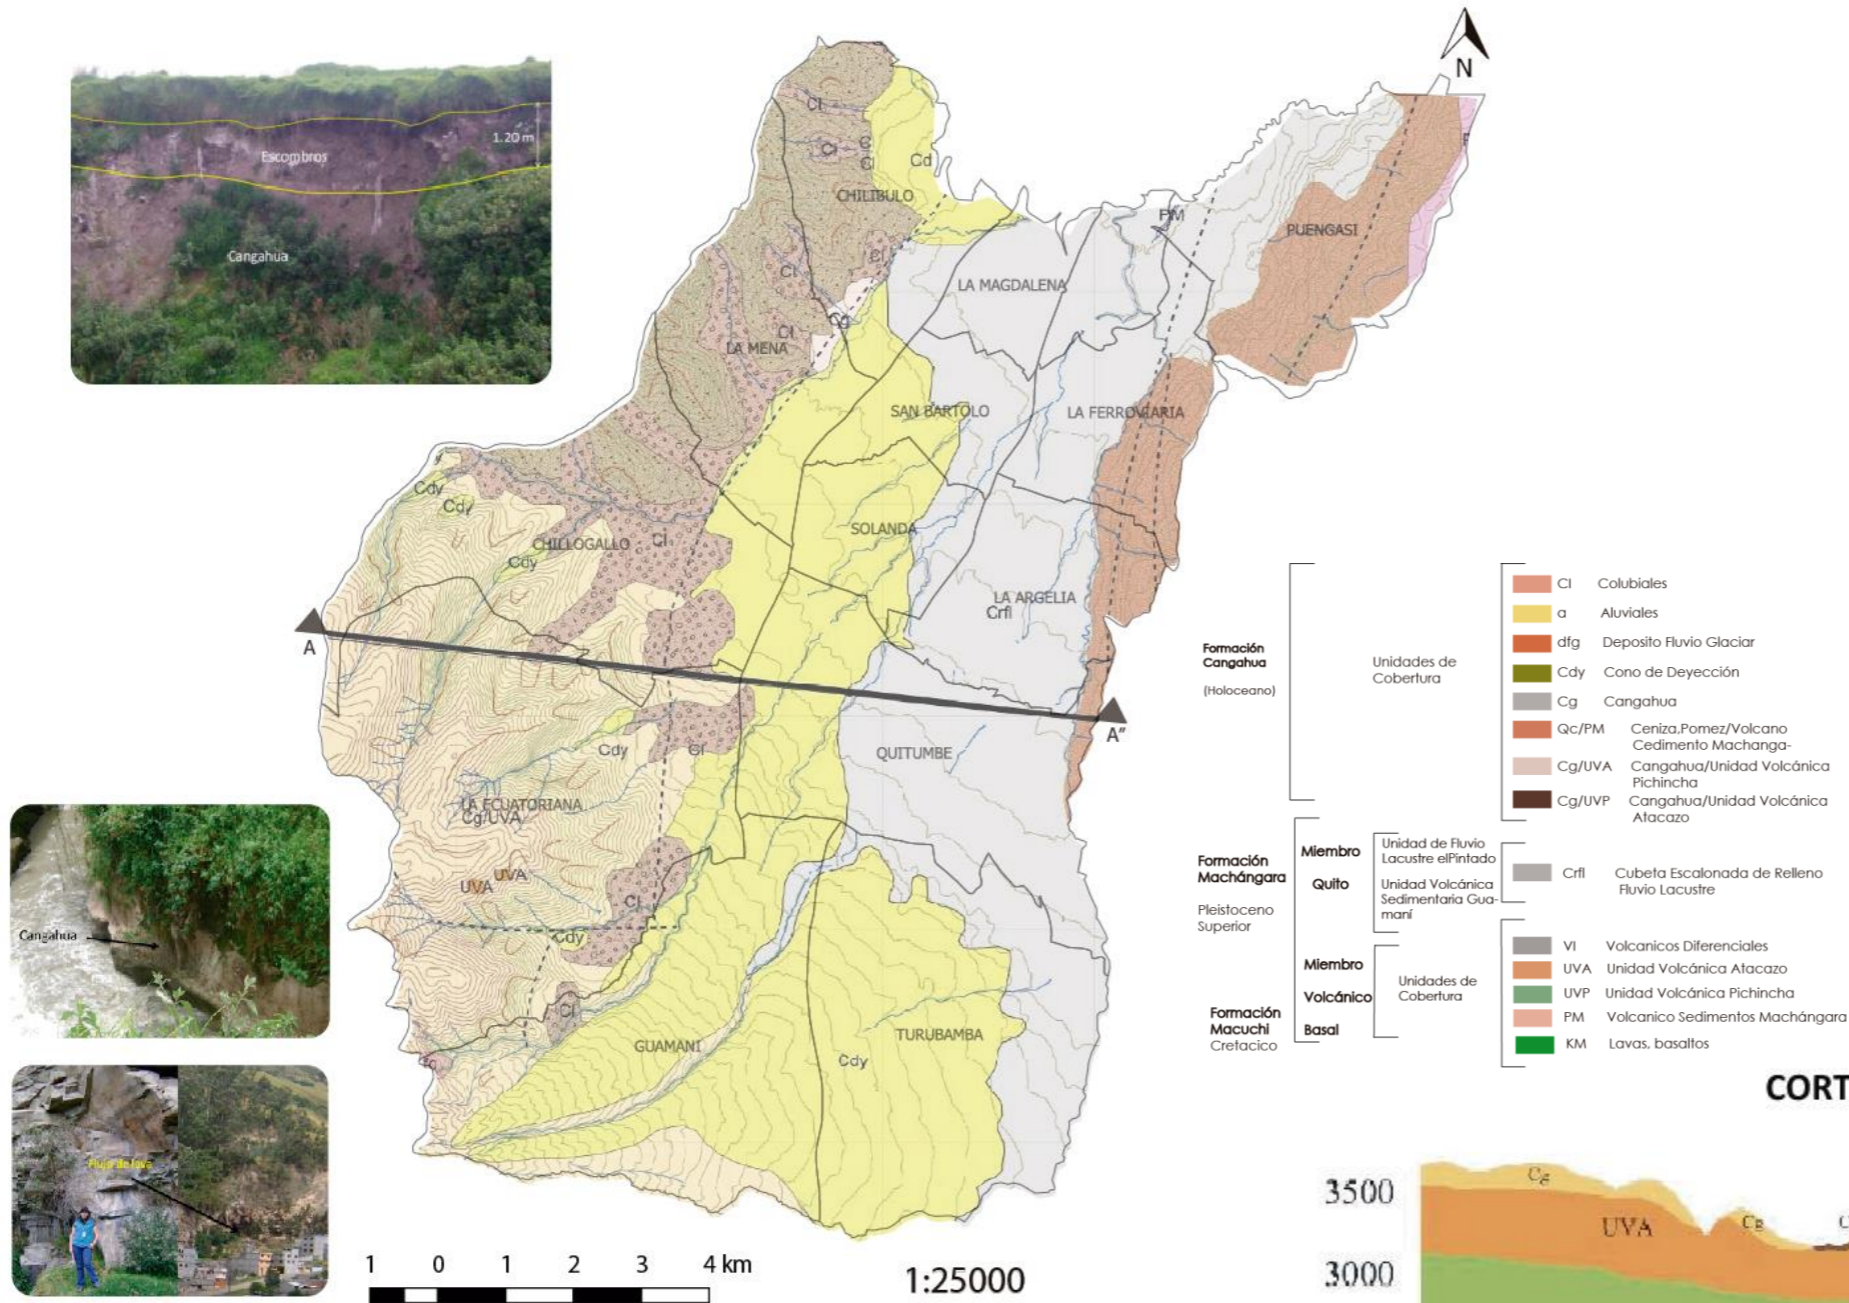 N
1.20 m
Escombros
Cangahua
Cl
Cl
Cl
Cd
CHILIBULO
PM
PUENGASI
Cl
Cl
LA MAGDALENA
Cg
Cl
LA MENA
SAN BARTOLO
LA FERROVIARIA
Cdy
Cdy
SOLANDA
CHILLOGALLO
Cl
Cdy
LA ARGELIA
Crfl
A
A"
Cdy
Cl
QUITUMBE
LA ECUATORIANA
Cg/UVA
UVA
UVA
Cl
Cdy
Cl
GUAMANI
TURUBAMBA
Cdy
Cangahua
Flujo de lava
Formación
Cangahua
(Holoceano)
Unidades de
Cobertura
Cl Colubiales
a Aluviales
dfg Deposito Fluvio Glaciar
Cdy Cono de Deyección
Cg Cangahua
Qc/PM Ceniza,Pomez/Volcano
Cedimento Machanga-
Cg/UVA Cangahua/Unidad Volcánica
Pichincha
Cg/UVP Cangahua/Unidad Volcánica
Atacazo
Formación
Machángara
Pleistoceno
Superior
Miembro
Quito
Unidad de Fluvio
Lacustre elPintado
Unidad Volcánica
Sedimentaria Gua-
maní
Crfl Cubeta Escalonada de Relleno
Fluvio Lacustre
Miembro
Volcánico
Basal
Formación
Macuchi
Cretacico
Unidades de
Cobertura
VI Volcanicos Diferenciales
UVA Unidad Volcánica Atacazo
UVP Unidad Volcánica Pichincha
PM Volcanico Sedimentos Machángara
KM Lavas, basaltos
CORT
3500
3000
Cg
UVA
Cg
1 0 1 2 3 4 km
1:25000